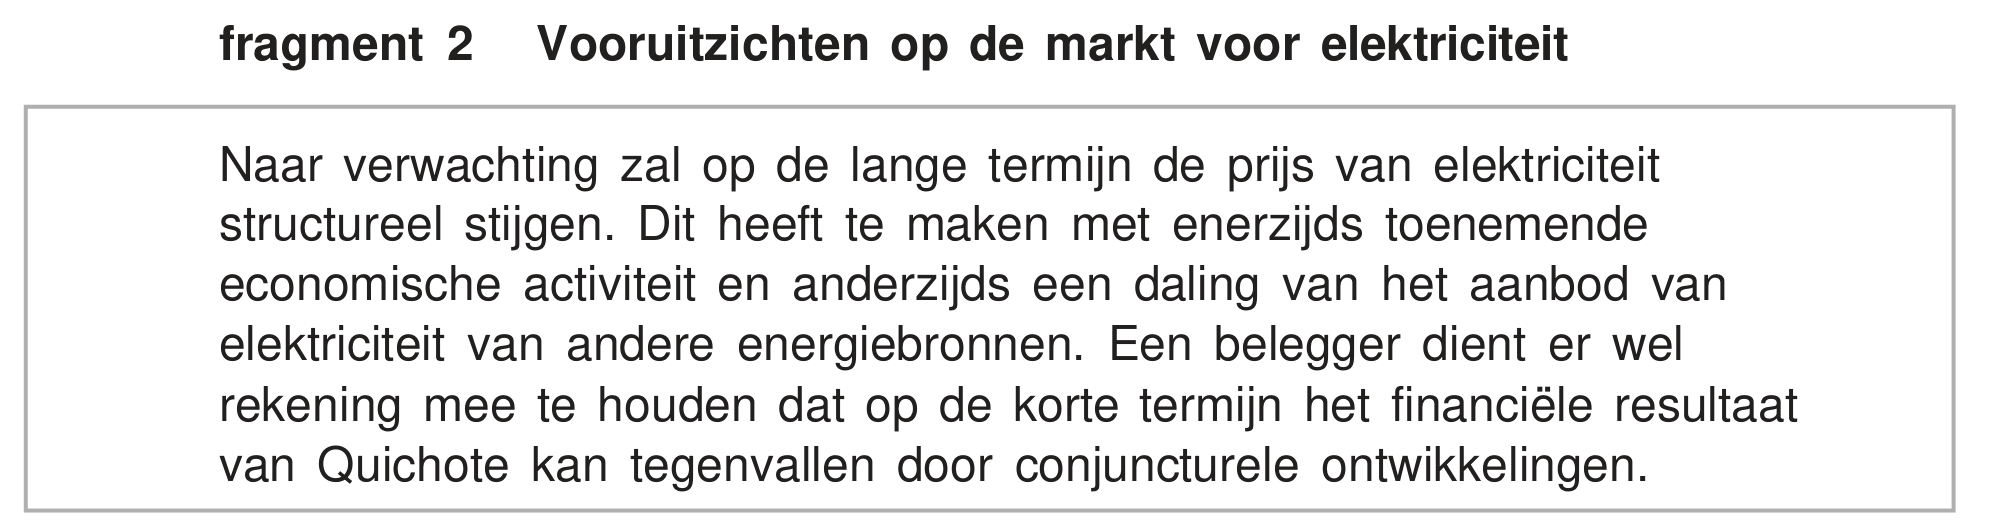 fragment 2 Vooruitzichten op de markt voor elektriciteit
Naar verwachting zal op de lange termijn de prijs van elektriciteit
structureel stijgen. Dit heeft te maken met enerzijds toenemende
economische activiteit en anderzijds een daling van het aanbod van
elektriciteit van andere energiebronnen. Een belegger dient er wel
rekening mee te houden dat op de korte termijn het financiële resultaat
van Quichote kan tegenvallen door conjuncturele ontwikkelingen.